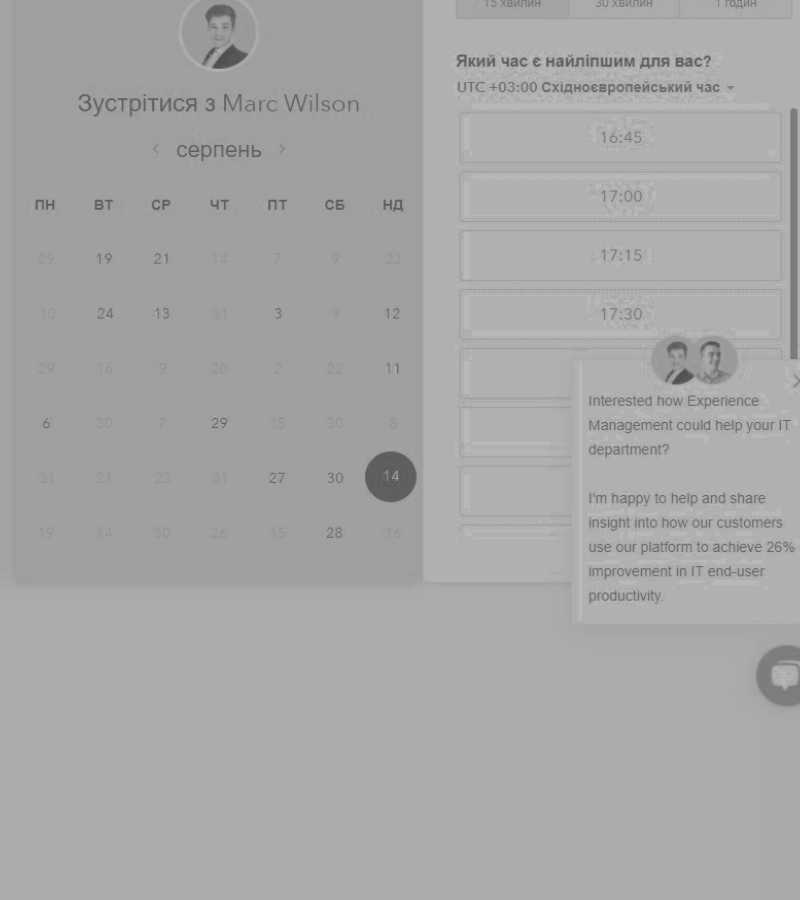 Зустрітися з Marc Wilson
серпень
ПН ВТ СР ЧТ ПТ СБ НД
29 19 21 14 7 9 23
10 24 13 31 3 9 12
29 16 9 20 2 22 11
6 30 7 29 15 30 8
31 21 23 31 27 30 14
19 14 30 26 15 28 16
15 хвилин 30 хвилин 1 годин
Який час є найліпшим для вас?
UTC +03:00 Східноєвропейський час
16:45
17:00
17:15
17:30
Interested how Experience
Management could help your IT
department?
I'm happy to help and share
insight into how our customers
use our platform to achieve 26%
improvement in IT end-user
productivity.